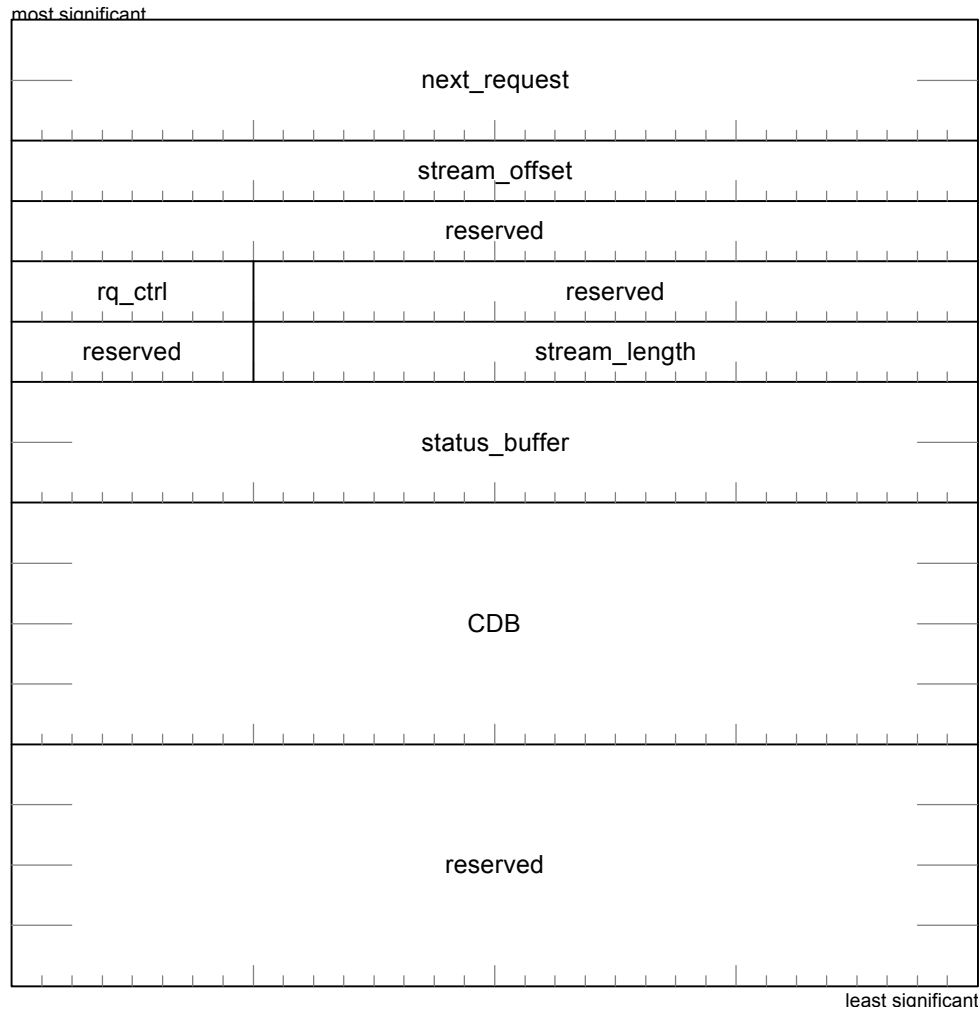 most significant
next_request
stream_offset
reserved
rq_ctrl reserved
reserved stream_length
status_buffer
CDB
reserved
least significant